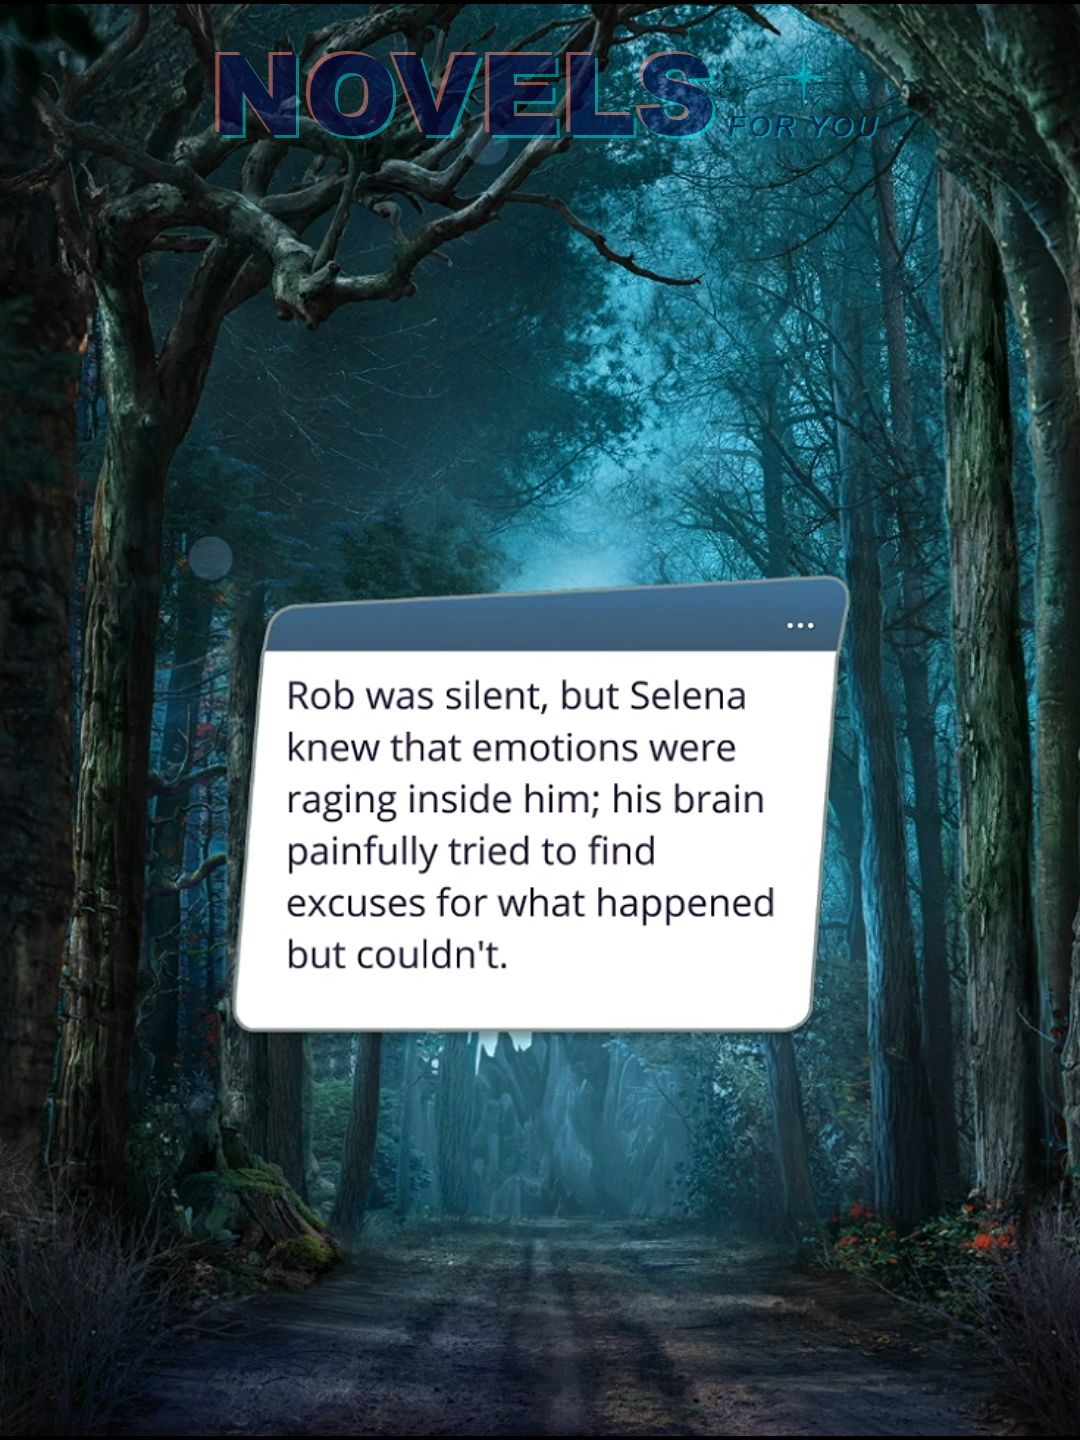 NOVELS
FOR YOU
Rob was silent, but Selena
knew that emotions were
raging inside him; his brain
painfully tried to find
excuses for what happened
but couldn't.